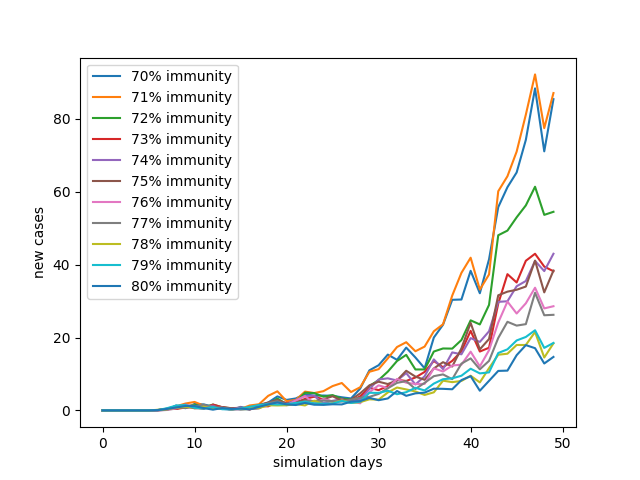 70% immunity
71% immunity
72% immunity
73% immunity
74% immunity
75% immunity
76% immunity
77% immunity
78% immunity
79% immunity
80% immunity
80
60
40
20
0
new cases
0 10 20 30 40 50
simulation days